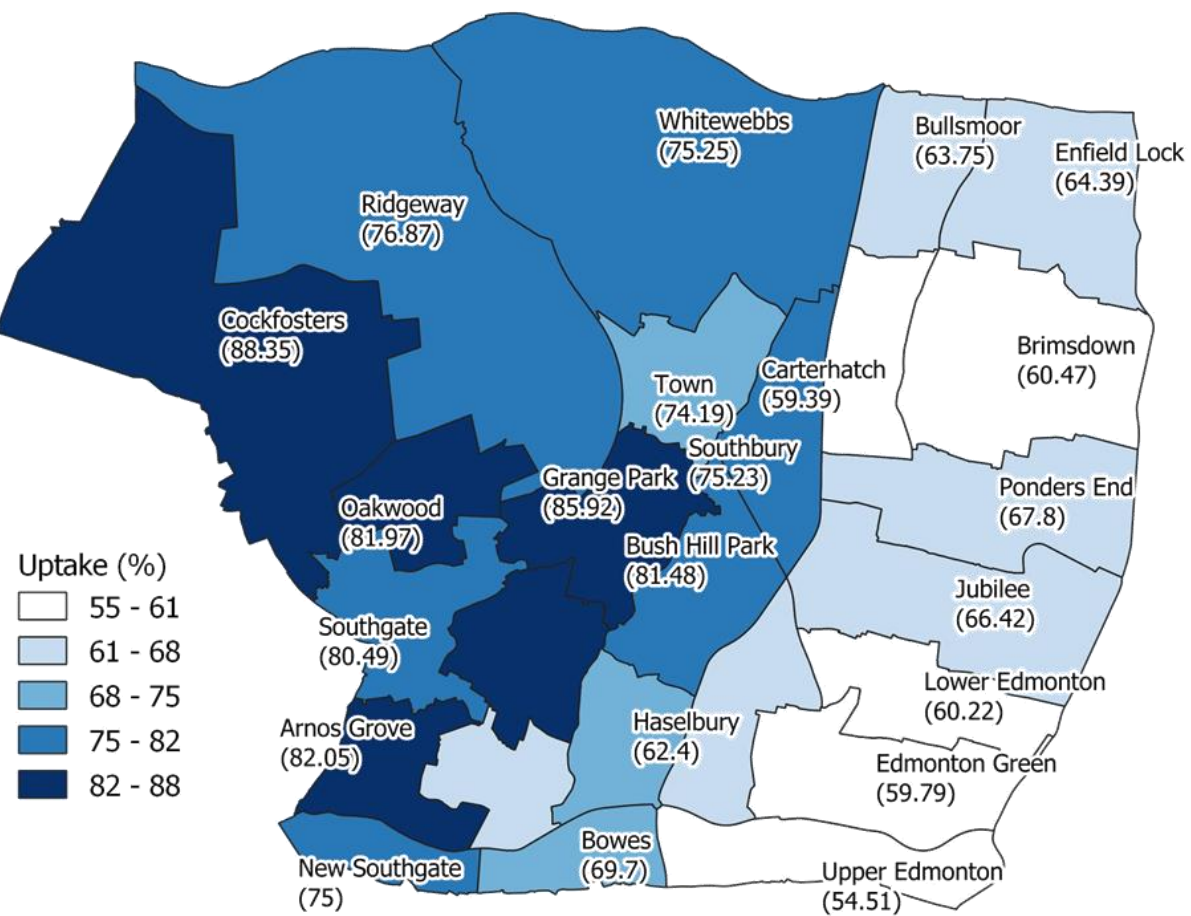 Whitewebbs
(75.25)
Bullsmoor
(63.75)
Enfield Lock
(64.39)
Ridgeway
(76.87)
Cockfosters
(88.35)
Brimsdown
(60.47)
Carterhatch
(59.39)
Town
(74.19)
Southbury
(75.23)
Grange Park
(85.92)
Ponders End
(67.8)
Oakwood
(81.97)
Bush Hill Park
(81.48)
Jubilee
(66.42)
Southgate
(80.49)
Lower Edmonton
(60.22)
Arnos Grove
(82.05)
Haselbury
(62.4)
Edmonton Green
(59.79)
Bowes
(69.7)
New Southgate
(75)
Upper Edmonton
(54.51)
Uptake (%)
55 - 61
61 - 68
68 - 75
75 - 82
82 - 88